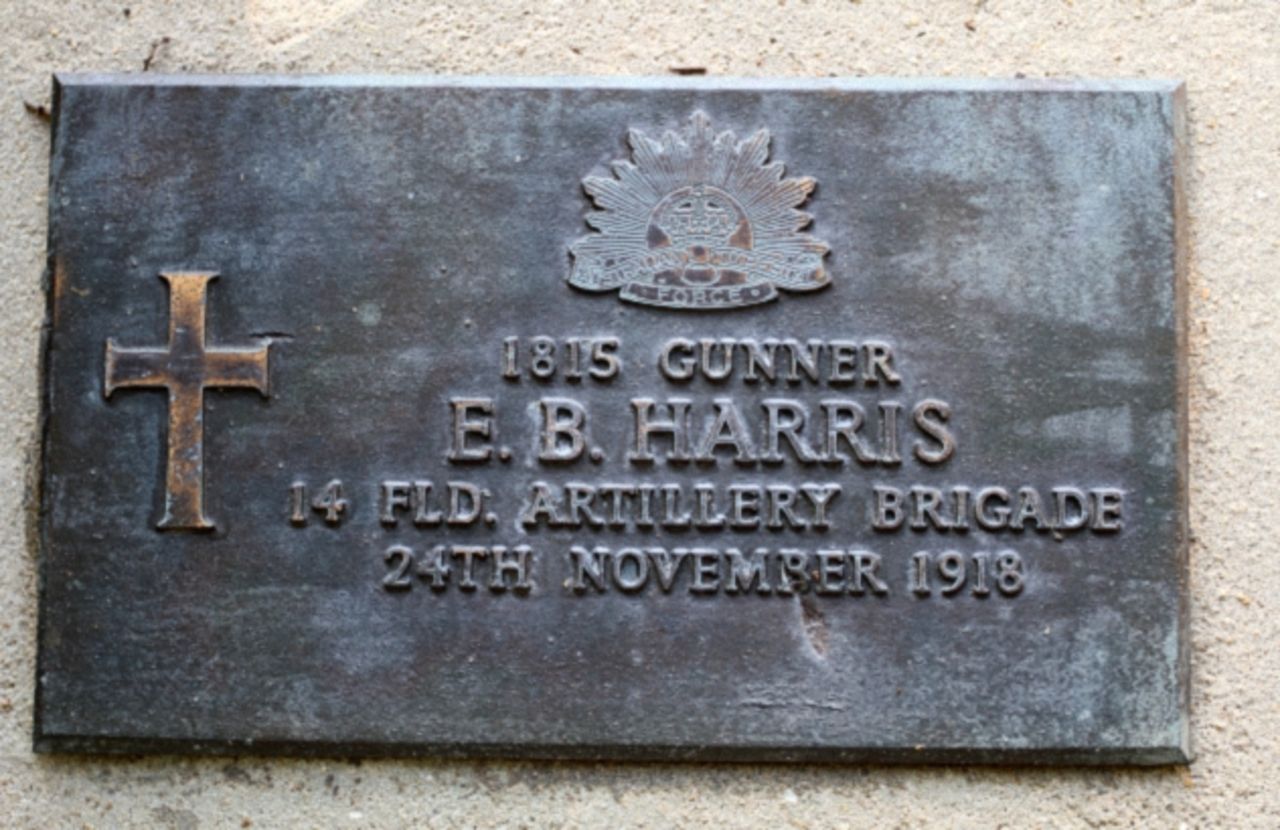 FORCE
1815 GUNNER
E. B. HARRIS
14 FLD. ARTILLERY BRIGADE
24TH NOVEMBER 1918